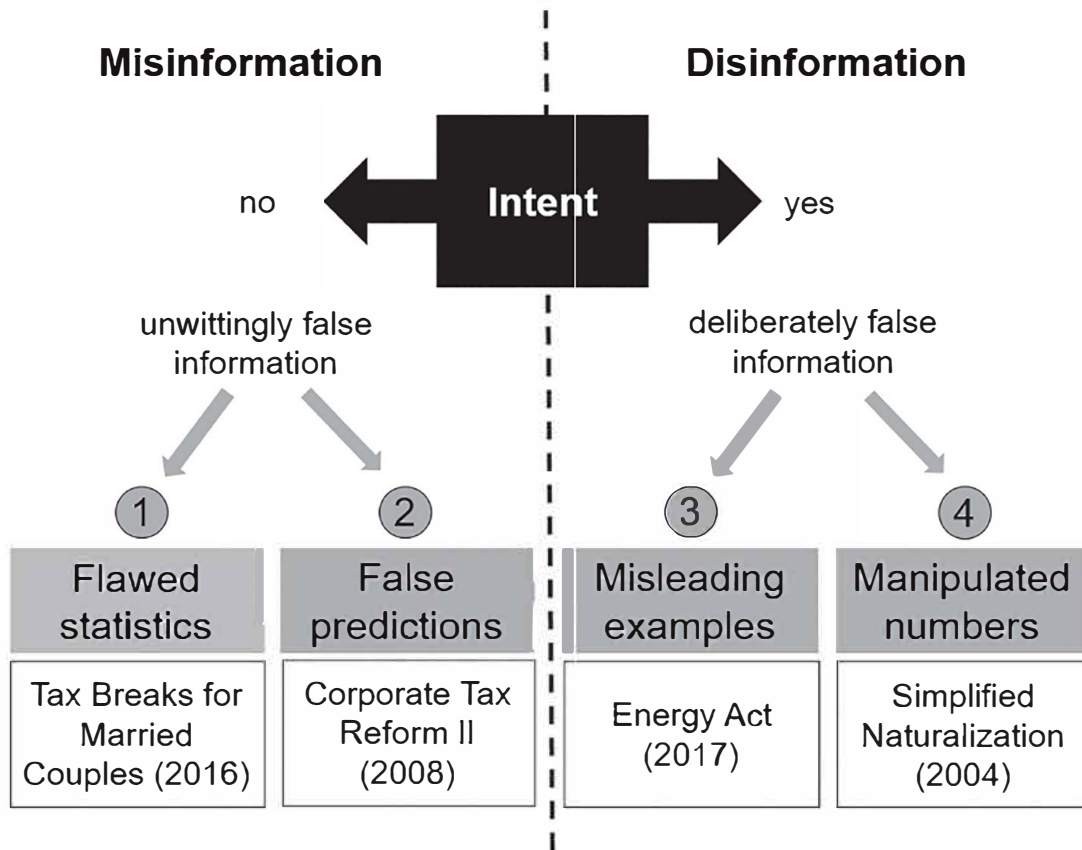 Misinformation
Disinformation
Intent
no
yes
unwittingly false
information
deliberately false
information
1
2
3
4
Flawed
statistics
False
predictions
Misleading
examples
Manipulated
numbers
Tax Breaks for
Married
Couples (2016)
Corporate Tax
Reform II
(2008)
Energy Act
(2017)
Simplified
Naturalization
(2004)